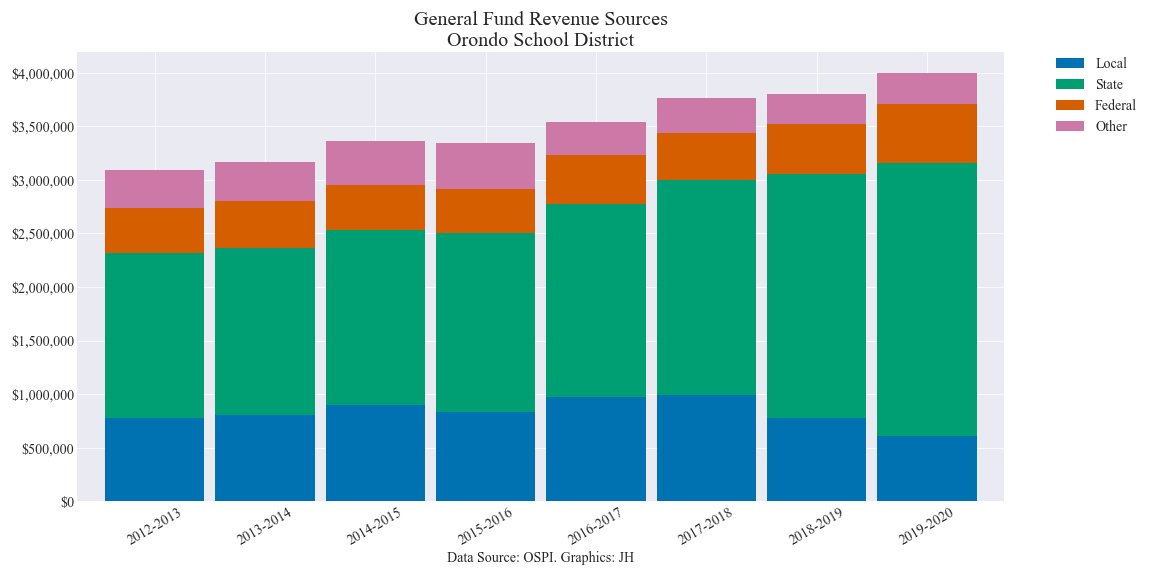 General Fund Revenue Sources
Orondo School District
Local
State
Federal
Other
$4,000,000
$3,500,000
$3,000,000
$2,500,000
$2,000,000
$1,500,000
$1,000,000
$500,000
$0
2012-2013
2013-2014
2014-2015
2015-2016
2016-2017
2017-2018
2018-2019
2019-2020
Data Source: OSPI. Graphics: JH